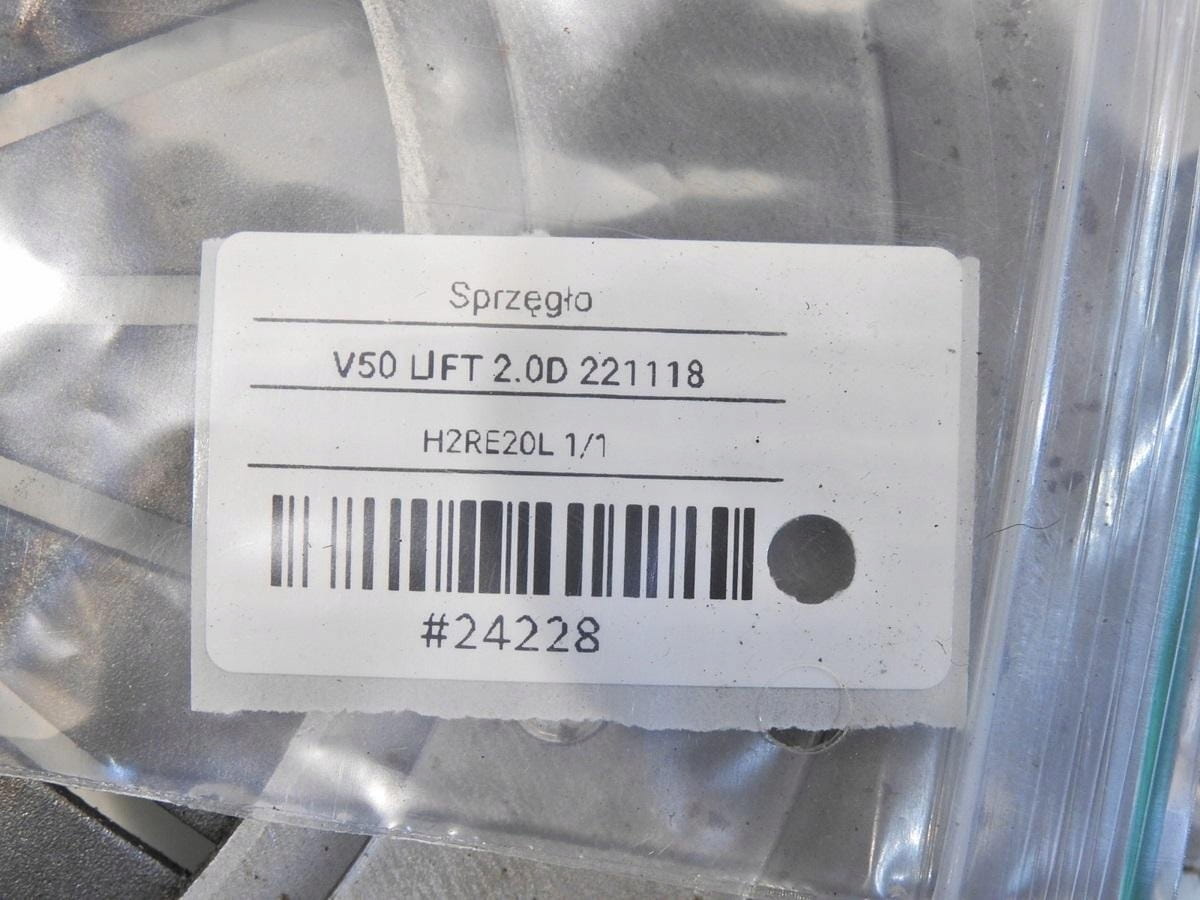 Sprzęgło
V50 LIFT 2.0D 221118
H2RE20L 1/1
#24228